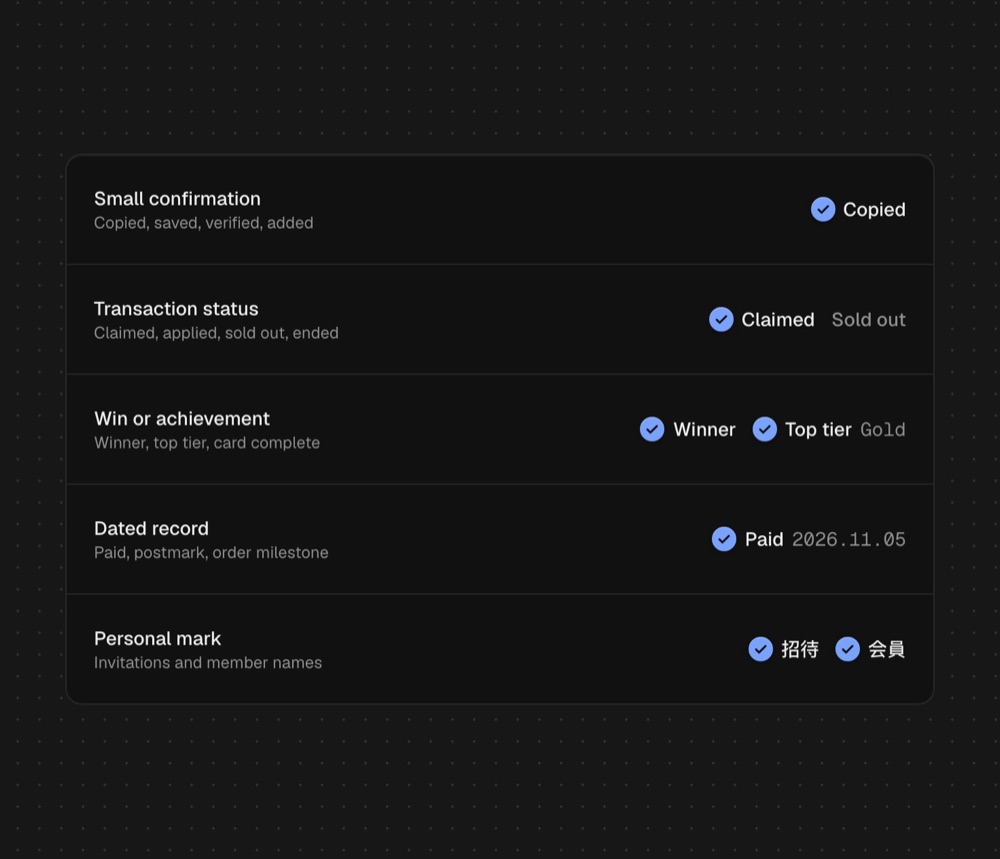 Small confirmation
Copied, saved, verified, added
Copied
Transaction status
Claimed, applied, sold out, ended
Claimed Sold out
Win or achievement
Winner, top tier, card complete
Winner Top tier Gold
Dated record
Paid, postmark, order milestone
Paid 2026.11.05
Personal mark
Invitations and member names
招待 会員